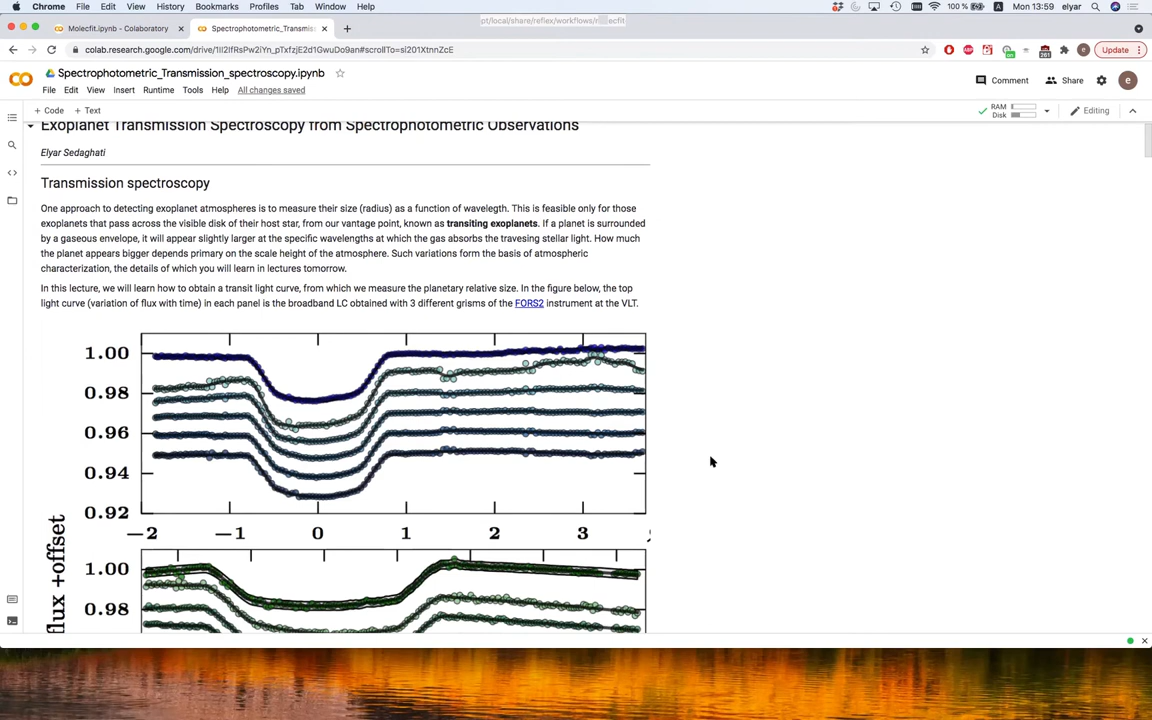 Chrome File Edit View History Bookmarks Profiles Tab Window Help
100 % Mon 13:59 elyar
Molecfit.ipynb - Colaboratory
Spectrophotometric_Transmiss
colab.research.google.com/drive/1Il2lfRsPw2iYn_pTxfzjE2d1GwuDo9an#scrollTo=si201XtnnZcE
261
e
Update
Spectrophotometric_Transmission_spectroscopy.ipynb
Comment Share e
File Edit View Insert Runtime Tools Help All changes saved
+ Code + Text
RAM
Disk
Editing
Exoplanet Transmission Spectroscopy from Spectrophotometric Observations
Elyar Sedaghati
Transmission spectroscopy
One approach to detecting exoplanet atmospheres is to measure their size (radius) as a function of wavelegth. This is feasible only for those
exoplanets that pass across the visible disk of their host star, from our vantage point, known as transiting exoplanets. If a planet is surrounded
by a gaseous envelope, it will appear slightly larger at the specific wavelengths at which the gas absorbs the travesing stellar light. How much
the planet appears bigger depends primary on the scale height of the atmosphere. Such variations form the basis of atmospheric
characterization, the details of which you will learn in lectures tomorrow.
In this lecture, we will learn how to obtain a transit light curve, from which we measure the planetary relative size. In the figure below, the top
light curve (variation of flux with time) in each panel is the broadband LC obtained with 3 different grisms of the FORS2 instrument at the VLT.
1.00
0.98
0.96
0.94
0.92
−2 −1 0 1 2 3
flux +offset
1.00
0.98